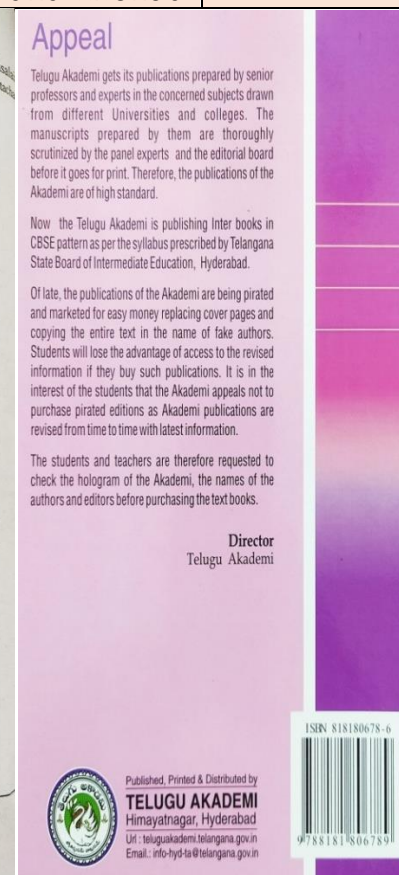 Appeal
Telugu Akademi gets its publications prepared by senior
professors and experts in the concerned subjects drawn
from different Universities and colleges. The
manuscripts prepared by them are thoroughly
scrutinized by the panel experts and the editorial board
before it goes for print. Therefore, the publications of the
Akademi are of high standard.
Now the Telugu Akademi is publishing Inter books in
CBSE pattern as per the syllabus prescribed by Telangana
State Board of Intermediate Education, Hyderabad.
Of late, the publications of the Akademi are being pirated
and marketed for easy money replacing cover pages and
copying the entire text in the name of fake authors.
Students will lose the advantage of access to the revised
information if they buy such publications. It is in the
interest of the students that the Akademi appeals not to
purchase pirated editions as Akademi publications are
revised from time to time with latest information.
The students and teachers are therefore requested to
check the hologram of the Akademi, the names of the
authors and editors before purchasing the text books.
Director
Telugu Akademi
ISBN 818180678-6
9788181806789
Published, Printed & Distributed by
TELUGU AKADEMI
Himayatnagar, Hyderabad
Url : teluguakademi.telangana.gov.in
Email.: info-hyd-ta@telangana.gov.in